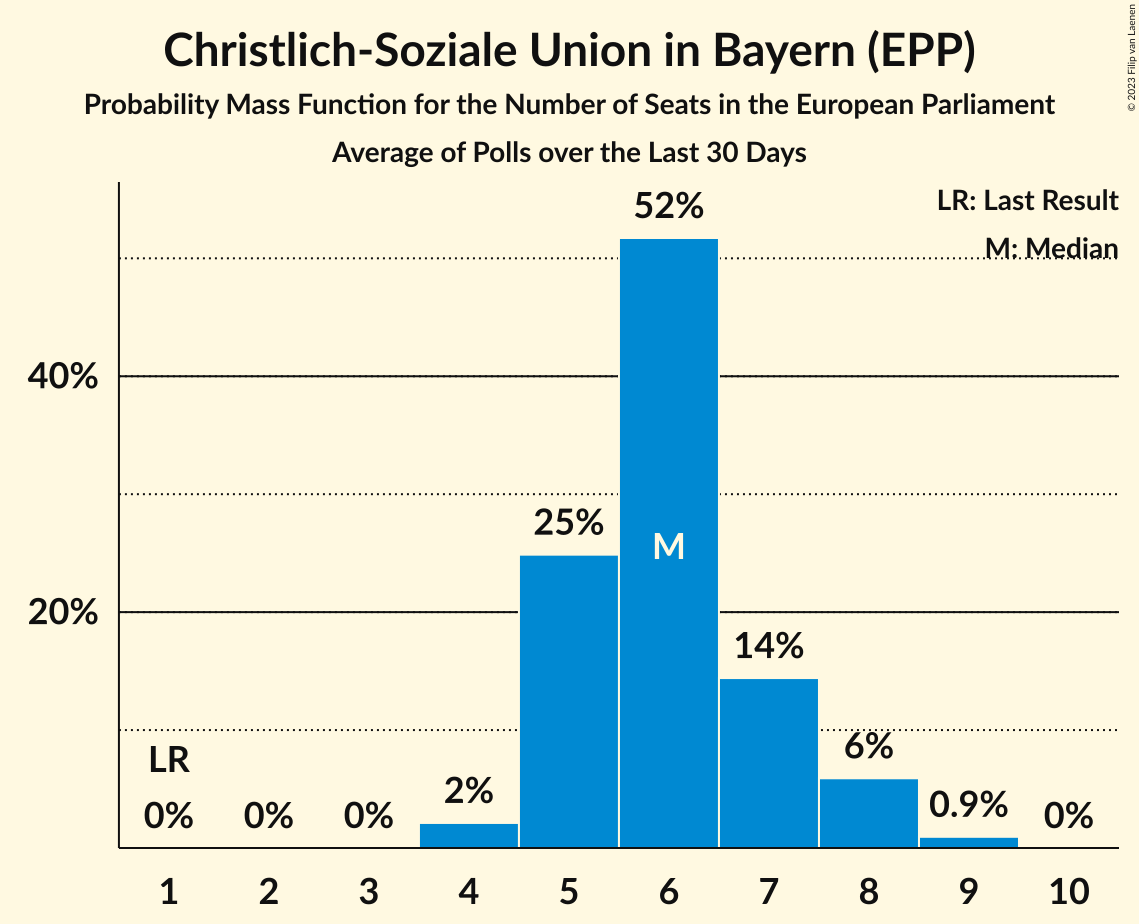 Christlich-Soziale Union in Bayern (EPP)
Probability Mass Function for the Number of Seats in the European Parliament
Average of Polls over the Last 30 Days
© 2023 Filip van Laenen
LR: Last Result
M: Median
52%
40%
25%
M
20%
14%
LR
6%
0% 0% 0% 2% 0.9% 0%
1 2 3 4 5 6 7 8 9 10